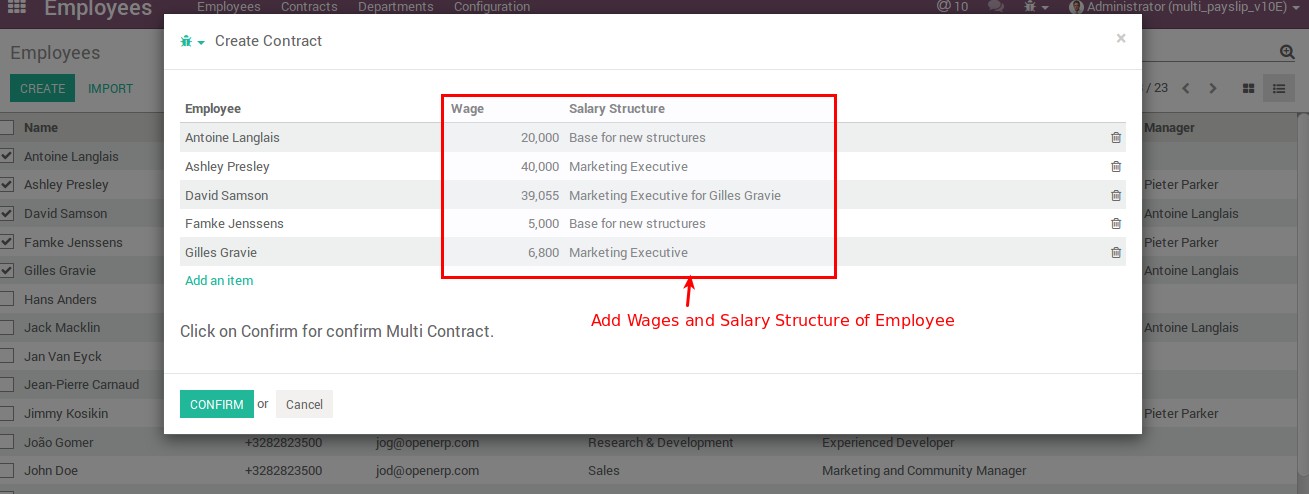 Employees Employees Contracts Departments Configuration @ 10 Administrator (multi_payslip_v10E)
Create Contract ×
Employees
CREATE IMPORT / 23
Employee Wage Salary Structure
Name Manager
Antoine Langlais 20,000 Base for new structures
Antoine Langlais
Ashley Presley 40,000 Marketing Executive
Ashley Presley Pieter Parker
David Samson 39,055 Marketing Executive for Gilles Gravie
David Samson Antoine Langlais
Famke Jenssens 5,000 Base for new structures
Famke Jenssens Pieter Parker
Gilles Gravie 6,800 Marketing Executive
Gilles Gravie Antoine Langlais
Add an item
Hans Anders
Add Wages and Salary Structure of Employee
Click on Confirm for confirm Multi Contract.
Jack Macklin Antoine Langlais
Jan Van Eyck
Jean-Pierre Carnaud
CONFIRM or Cancel
Jimmy Kosikin Pieter Parker
João Gomer +3282823500 jog@openerp.com Research & Development Experienced Developer
John Doe +3282823500 jod@openerp.com Sales Marketing and Community Manager